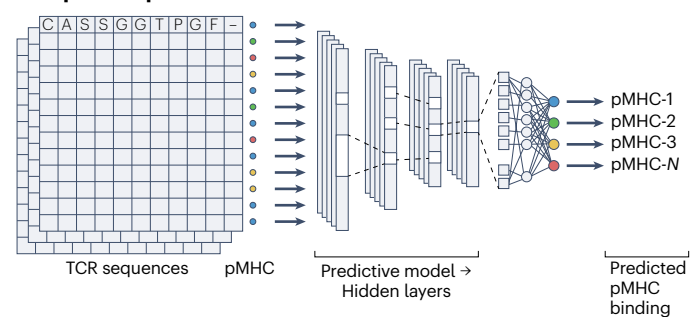 C A S S G G T P G F –
pMHC-1
pMHC-2
pMHC-3
pMHC-N
TCR sequences
pMHC
Predictive model →
Hidden layers
Predicted
pMHC
binding